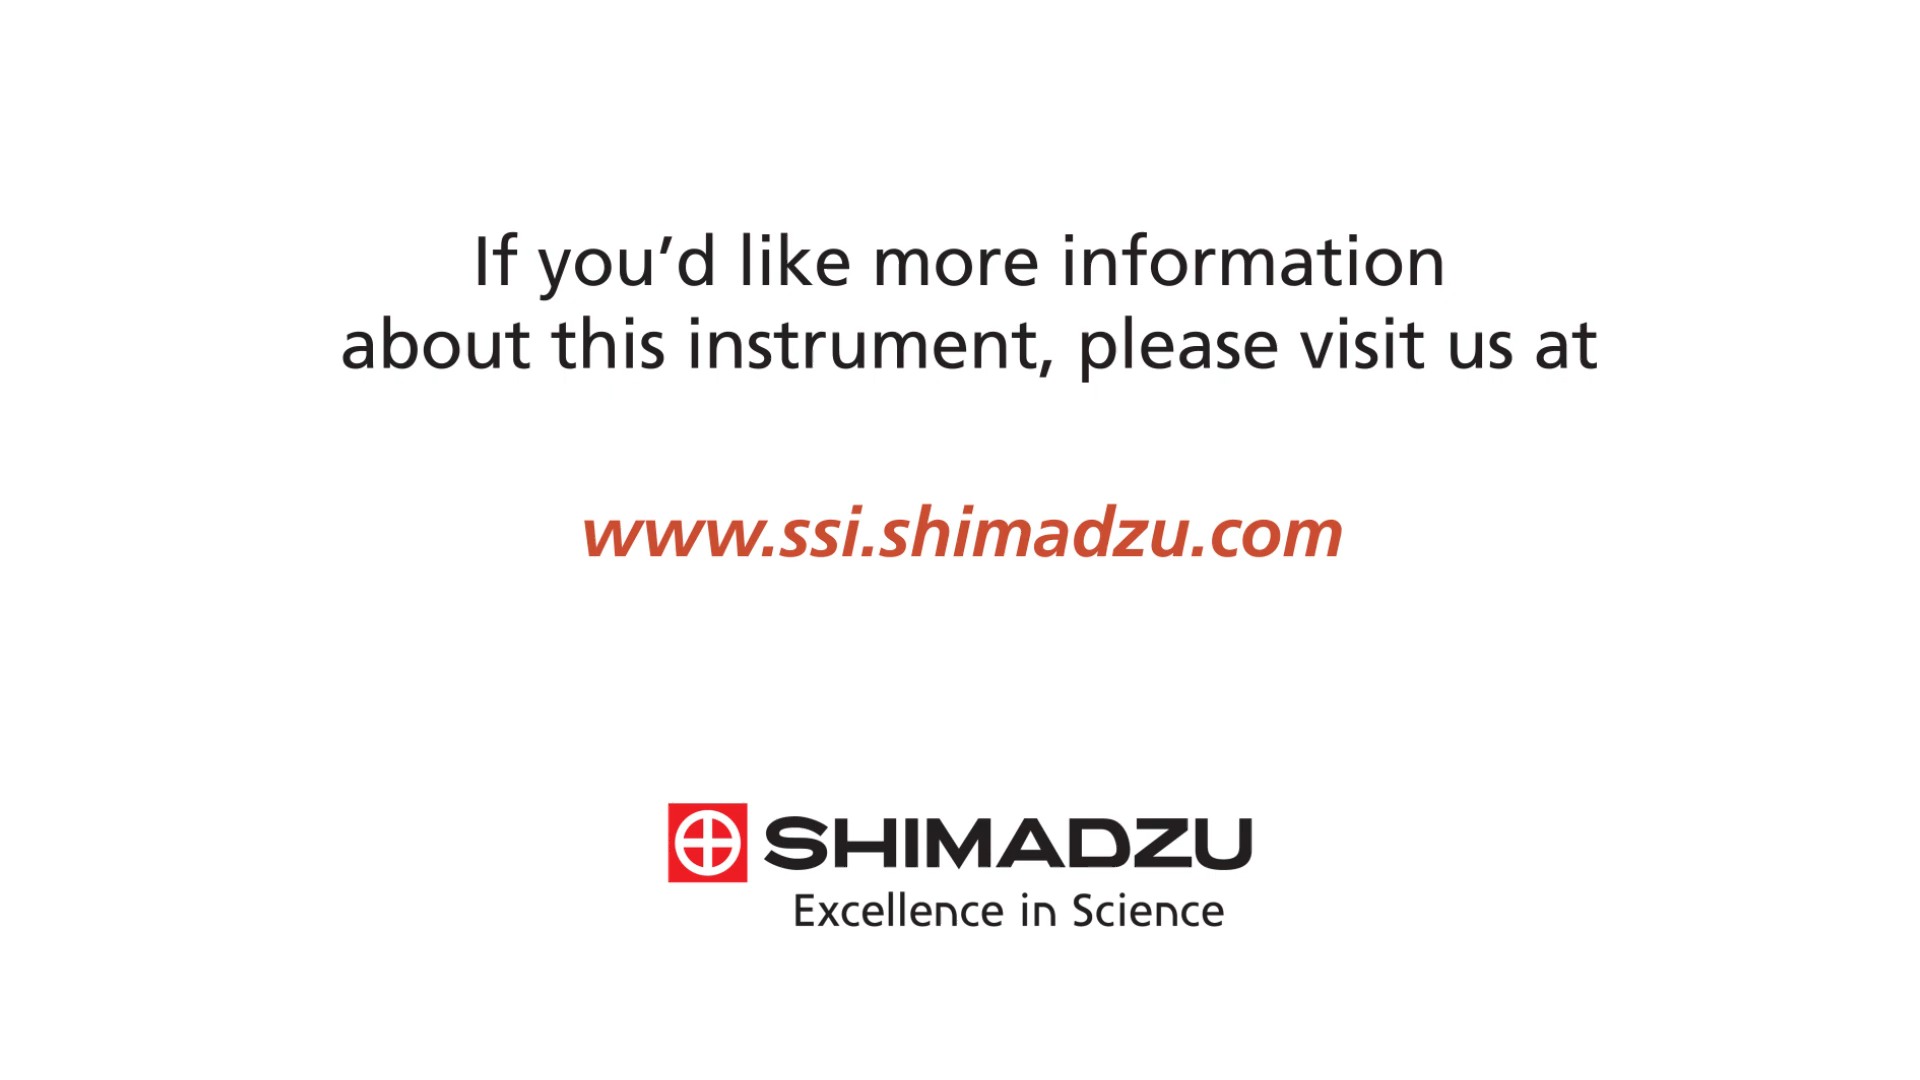 If you’d like more information
about this instrument, please visit us at
www.ssi.shimadzu.com
SHIMADZU
Excellence in Science